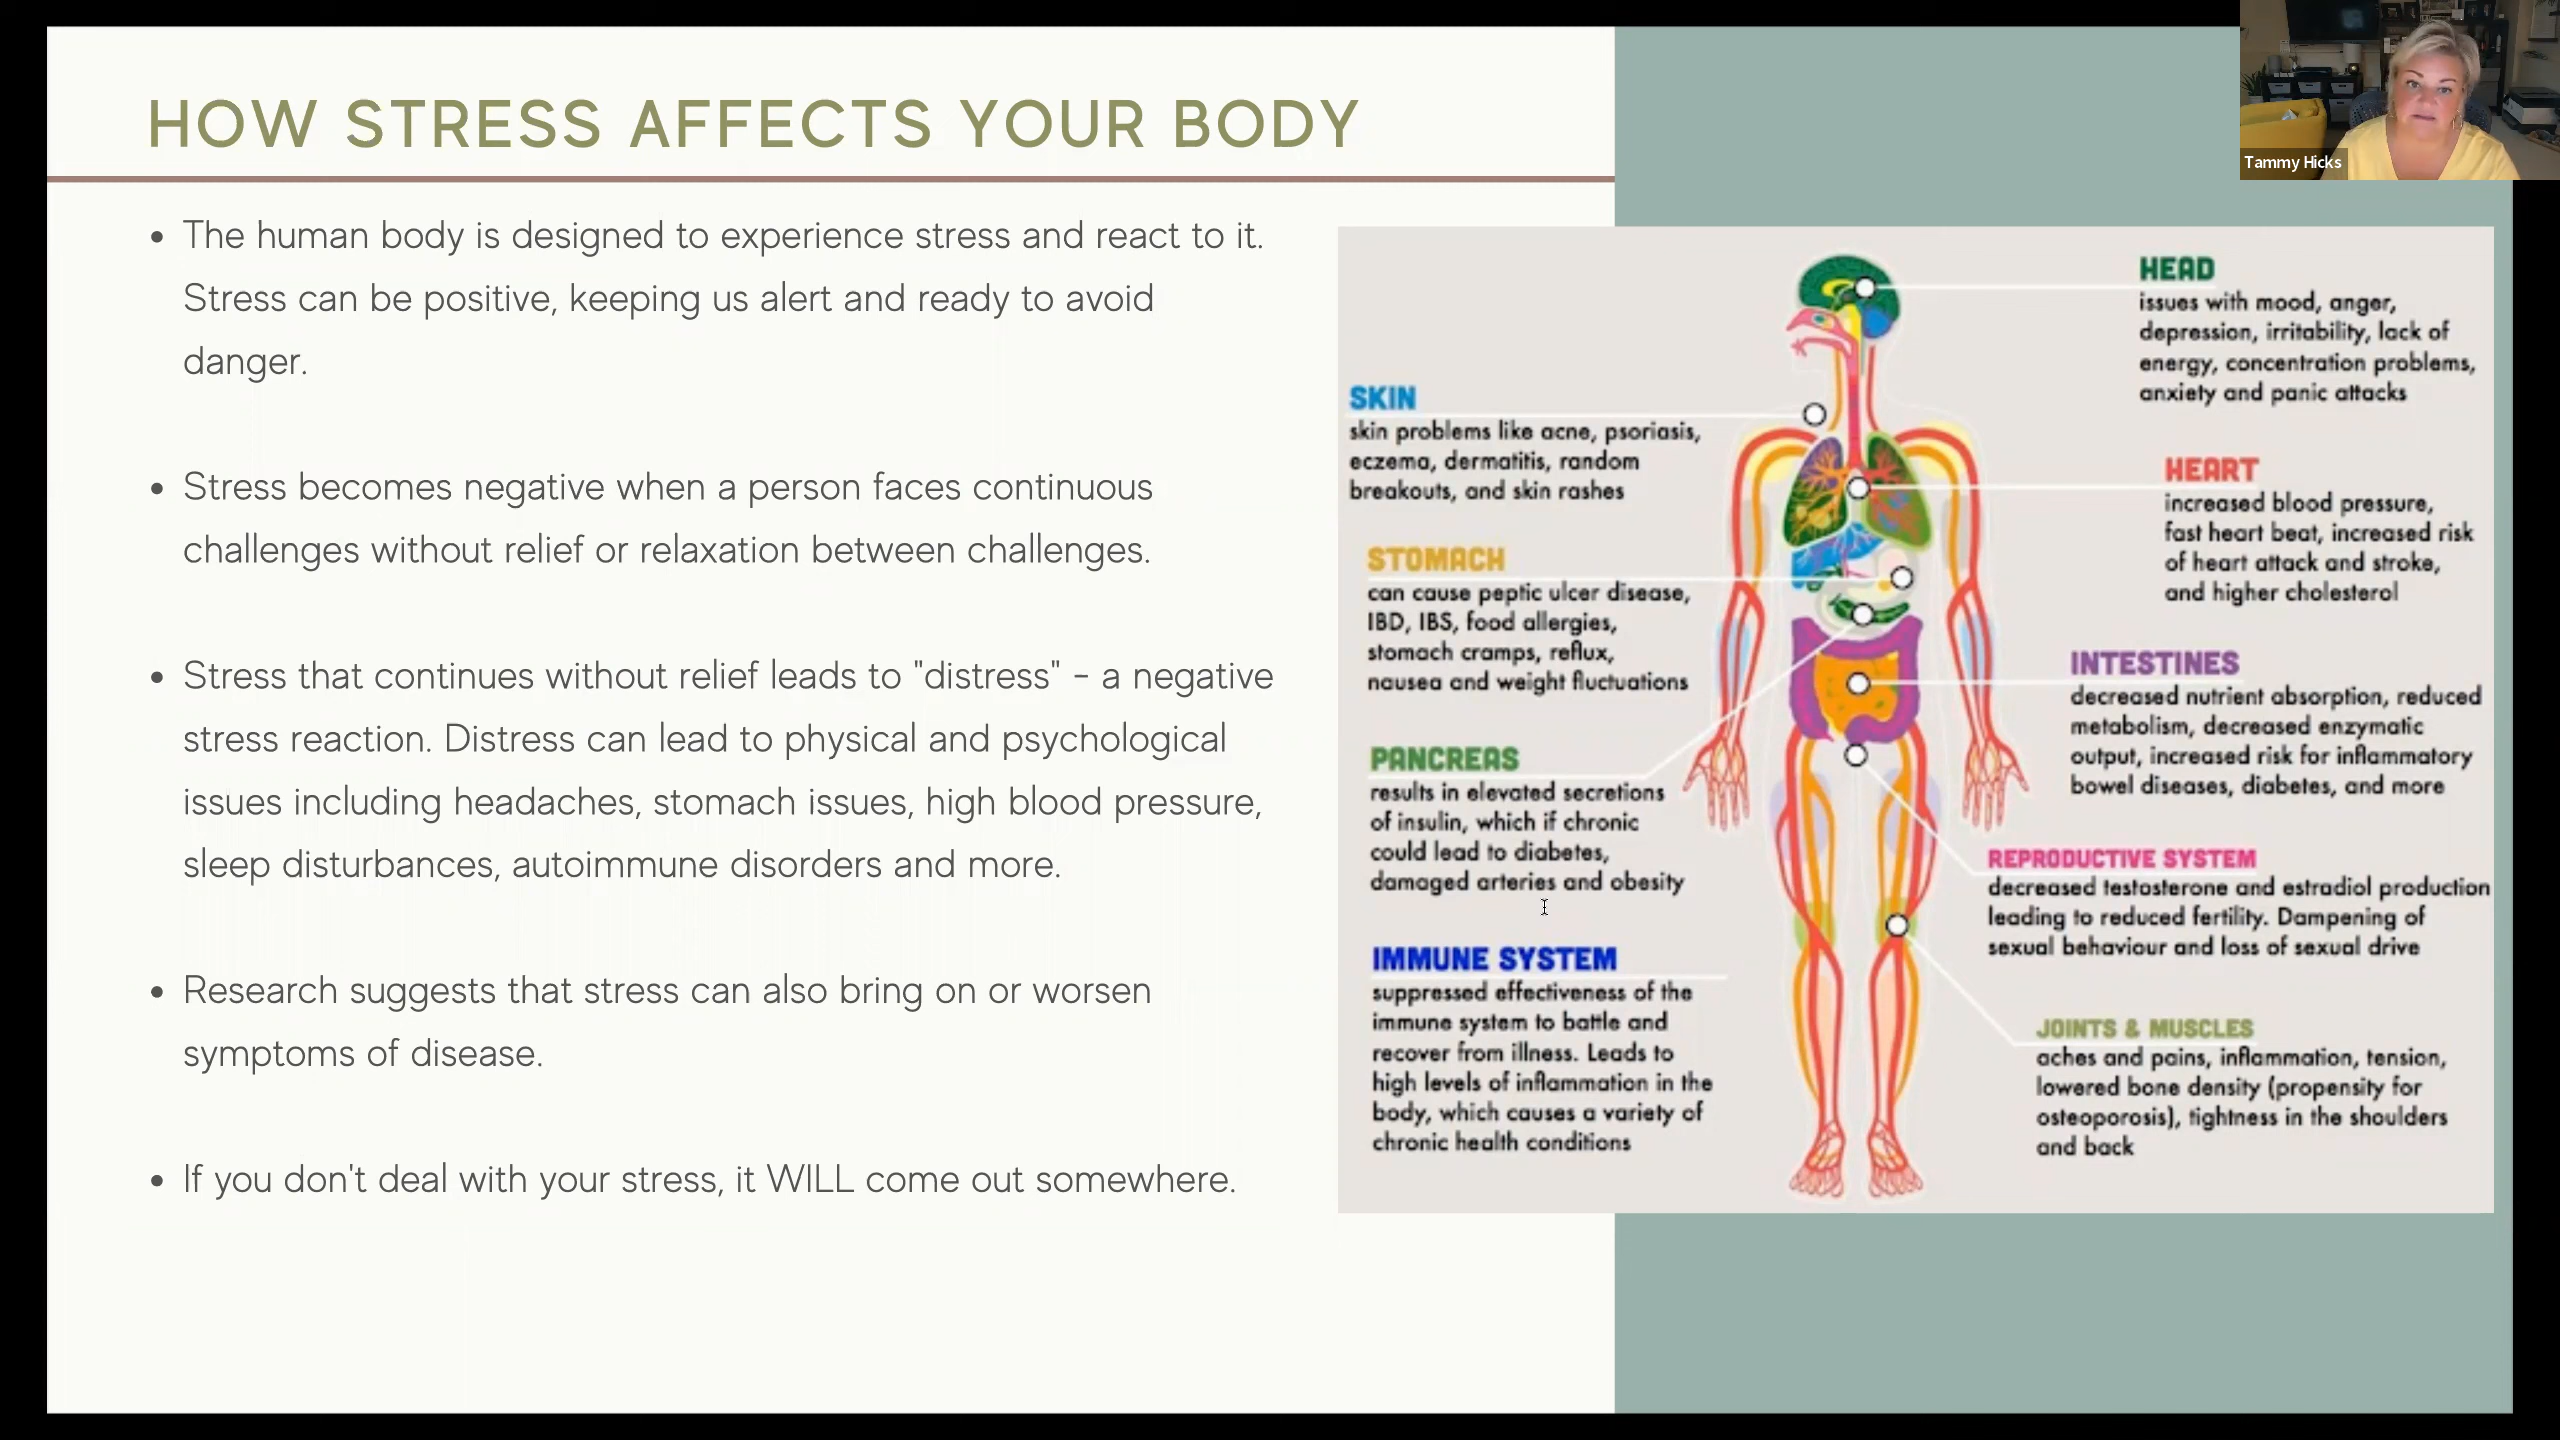 HOW STRESS AFFECTS YOUR BODY
• The human body is designed to experience stress and react to it.
Stress can be positive, keeping us alert and ready to avoid
danger.
• Stress becomes negative when a person faces continuous
challenges without relief or relaxation between challenges.
• Stress that continues without relief leads to "distress" - a negative
stress reaction. Distress can lead to physical and psychological
issues including headaches, stomach issues, high blood pressure,
sleep disturbances, autoimmune disorders and more.
• Research suggests that stress can also bring on or worsen
symptoms of disease.
• If you don't deal with your stress, it WILL come out somewhere.
SKIN
skin problems like acne, psoriasis,
eczema, dermatitis, random
breakouts, and skin rashes
STOMACH
can cause peptic ulcer disease,
IBD, IBS, food allergies,
stomach cramps, reflux,
nausea and weight fluctuations
PANCREAS
results in elevated secretions
of insulin, which if chronic
could lead to diabetes,
damaged arteries and obesity
IMMUNE SYSTEM
suppressed effectiveness of the
immune system to battle and
recover from illness. Leads to
high levels of inflammation in the
body, which causes a variety of
chronic health conditions
HEAD
issues with mood, anger,
depression, irritability, lack of
energy, concentration problems,
anxiety and panic attacks
HEART
increased blood pressure,
fast heart beat, increased risk
of heart attack and stroke,
and higher cholesterol
INTESTINES
decreased nutrient absorption, reduced
metabolism, decreased enzymatic
output, increased risk for inflammatory
bowel diseases, diabetes, and more
REPRODUCTIVE SYSTEM
decreased testosterone and estradiol production
leading to reduced fertility. Dampening of
sexual behaviour and loss of sexual drive
JOINTS & MUSCLES
aches and pains, inflammation, tension,
lowered bone density (propensity for
osteoporosis), tightness in the shoulders
and back
Tammy Hicks